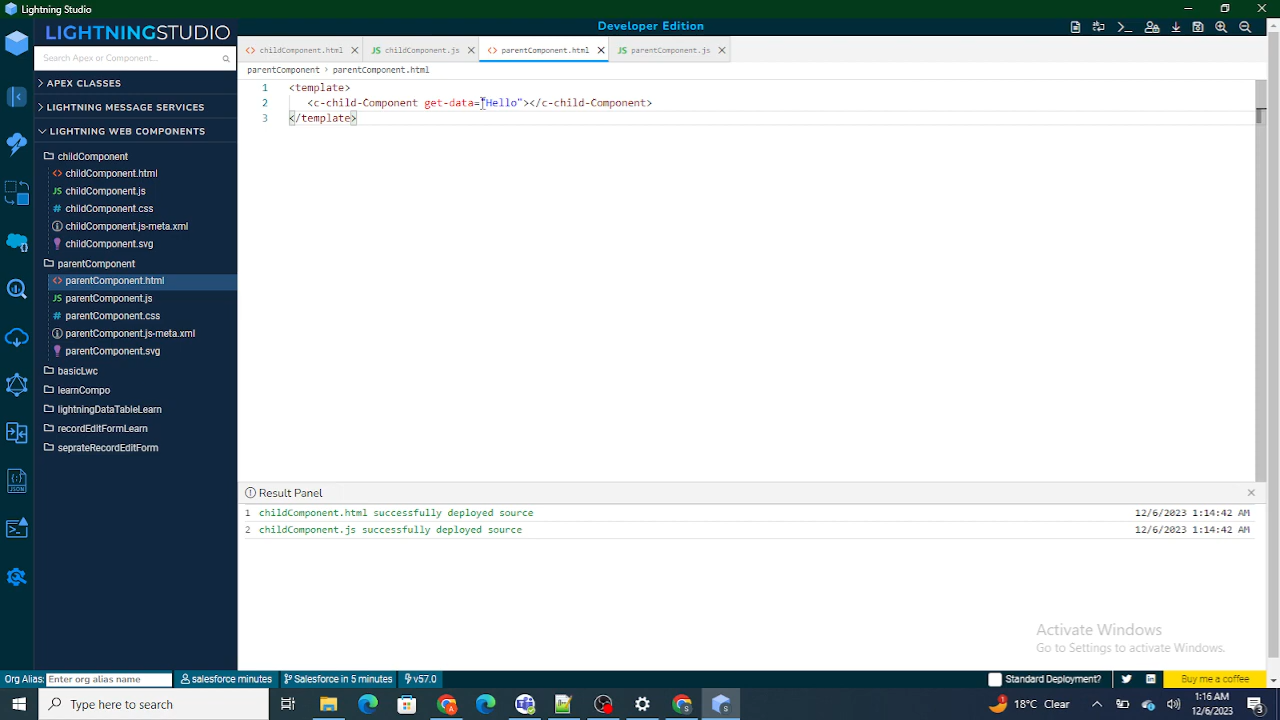 Lightning Studio
LIGHTNINGSTUDIO
Developer Edition
Search Apex or Component...
childComponent.html
JS childComponent.js
parentComponent.html
JS parentComponent.js
parentComponent > parentComponent.html
APEX CLASSES
LIGHTNING MESSAGE SERVICES
LIGHTNING WEB COMPONENTS
childComponent
childComponent.html
JS childComponent.js
# childComponent.css
childComponent.js-meta.xml
childComponent.svg
parentComponent
parentComponent.html
JS parentComponent.js
# parentComponent.css
parentComponent.js-meta.xml
parentComponent.svg
basicLwc
learnCompo
lightningDataTableLearn
recordEditFormLearn
seprateRecordEditForm
JSON
1 <template>
2 <c-child-Component get-data="Hello"></c-child-Component>
3 </template>
Result Panel
1 childComponent.html successfully deployed source 12/6/2023 1:14:42 AM
2 childComponent.js successfully deployed source 12/6/2023 1:14:42 AM
Activate Windows
Go to Settings to activate Windows.
Org Alias: Enter org alias name salesforce minutes Salesforce in 5 minutes v57.0 Standard Deployment? Buy me a coffee
Type here to search 18°C Clear 1:16 AM
12/6/2023
3